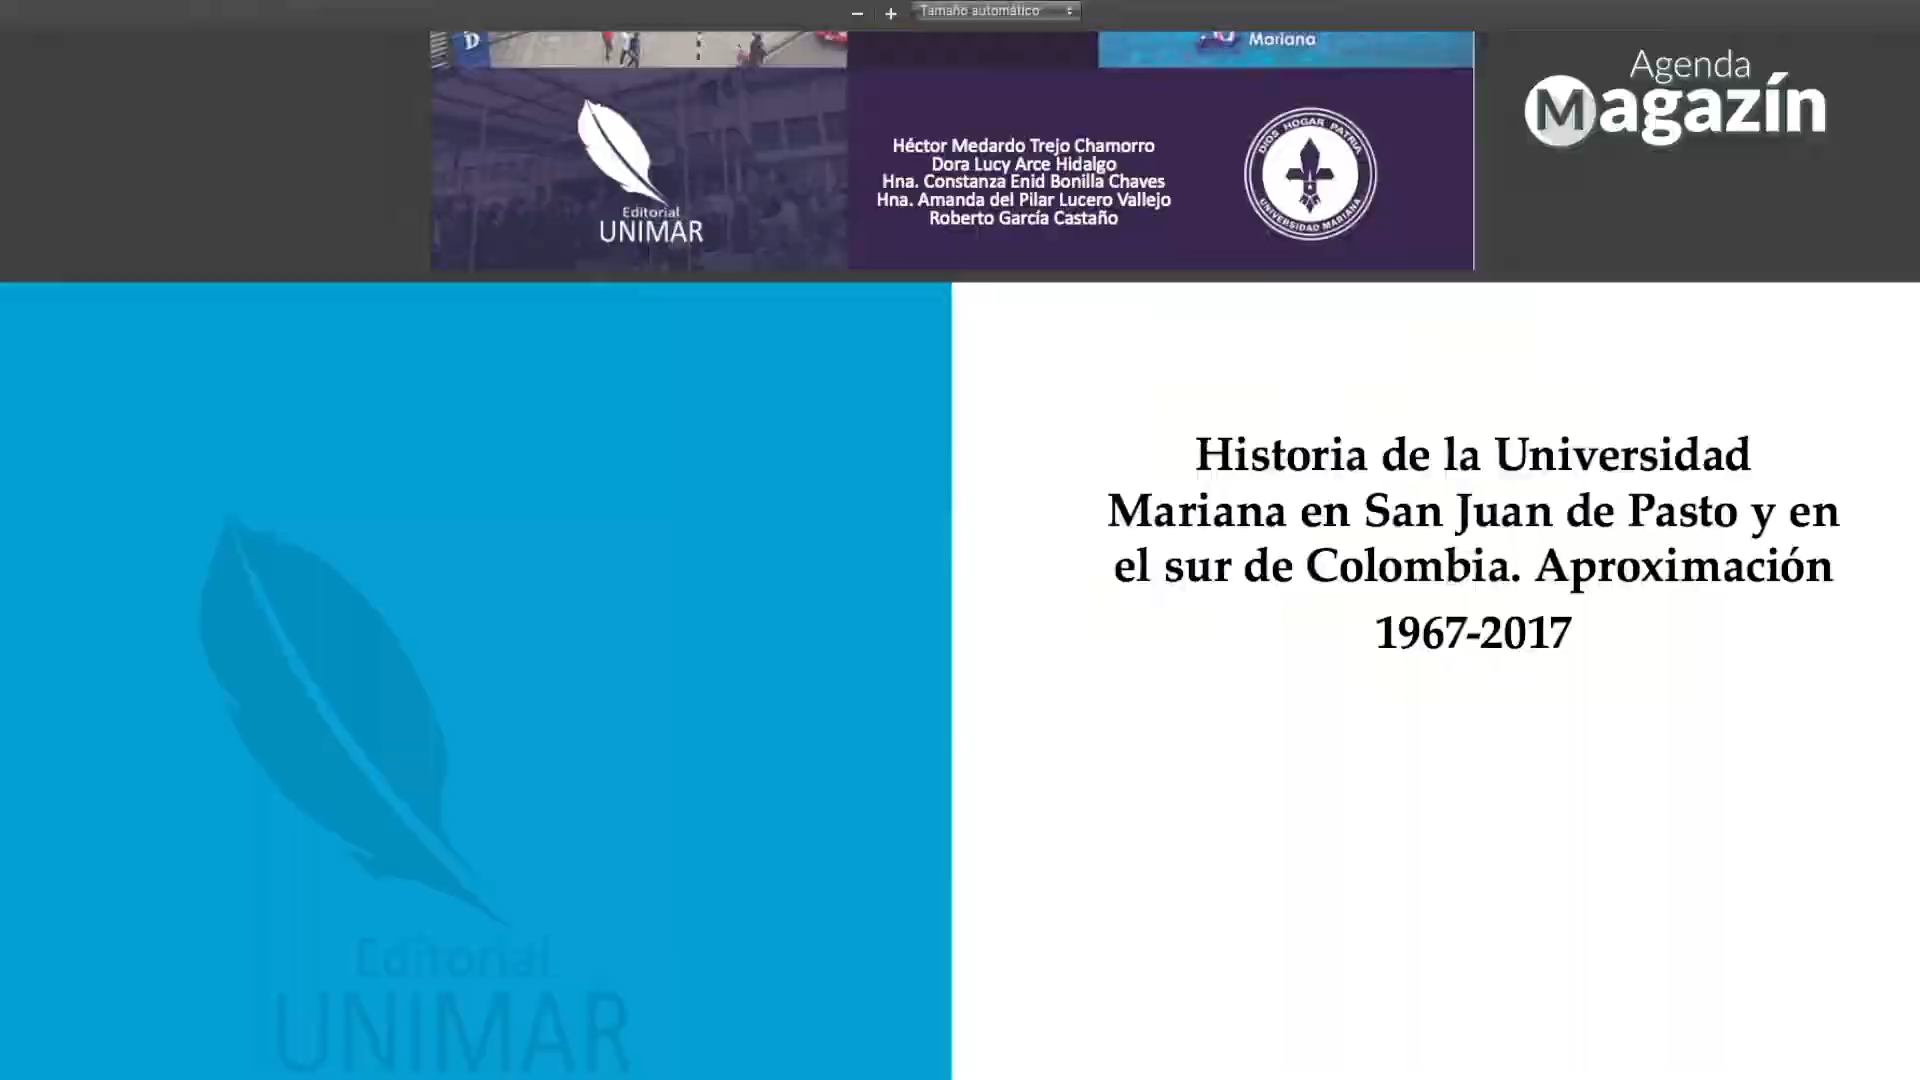 Tamaño automático
D
Mariana
Agenda
Magazín
Héctor Medardo Trejo Chamorro
Dora Lucy Arce Hidalgo
Hna. Constanza Enid Bonilla Chaves
Hna. Amanda del Pilar Lucero Vallejo
Roberto García Castaño
DIOS HOGAR PATRIA
UNIVERSIDAD MARIANA
Editorial
UNIMAR
Historia de la Universidad
Mariana en San Juan de Pasto y en
el sur de Colombia. Aproximación
1967-2017
Editorial
UNIMAR